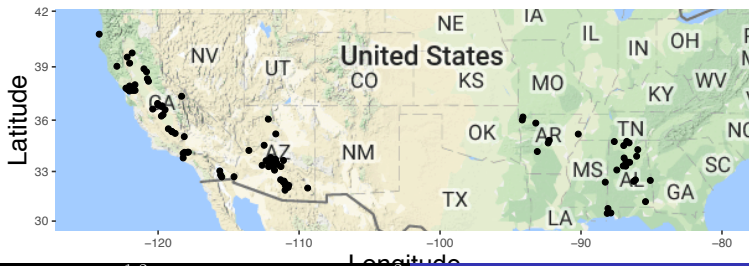 42
39
36
33
30
Latitude
NE
IA
IL
IN
OH
NV
UT
United States
CO
KS
MO
WV
KY
CA
OK
AR
TN
AZ
NM
MS
AL
SC
TX
GA
LA
−120
−110
−100
−90
−80
Longitude